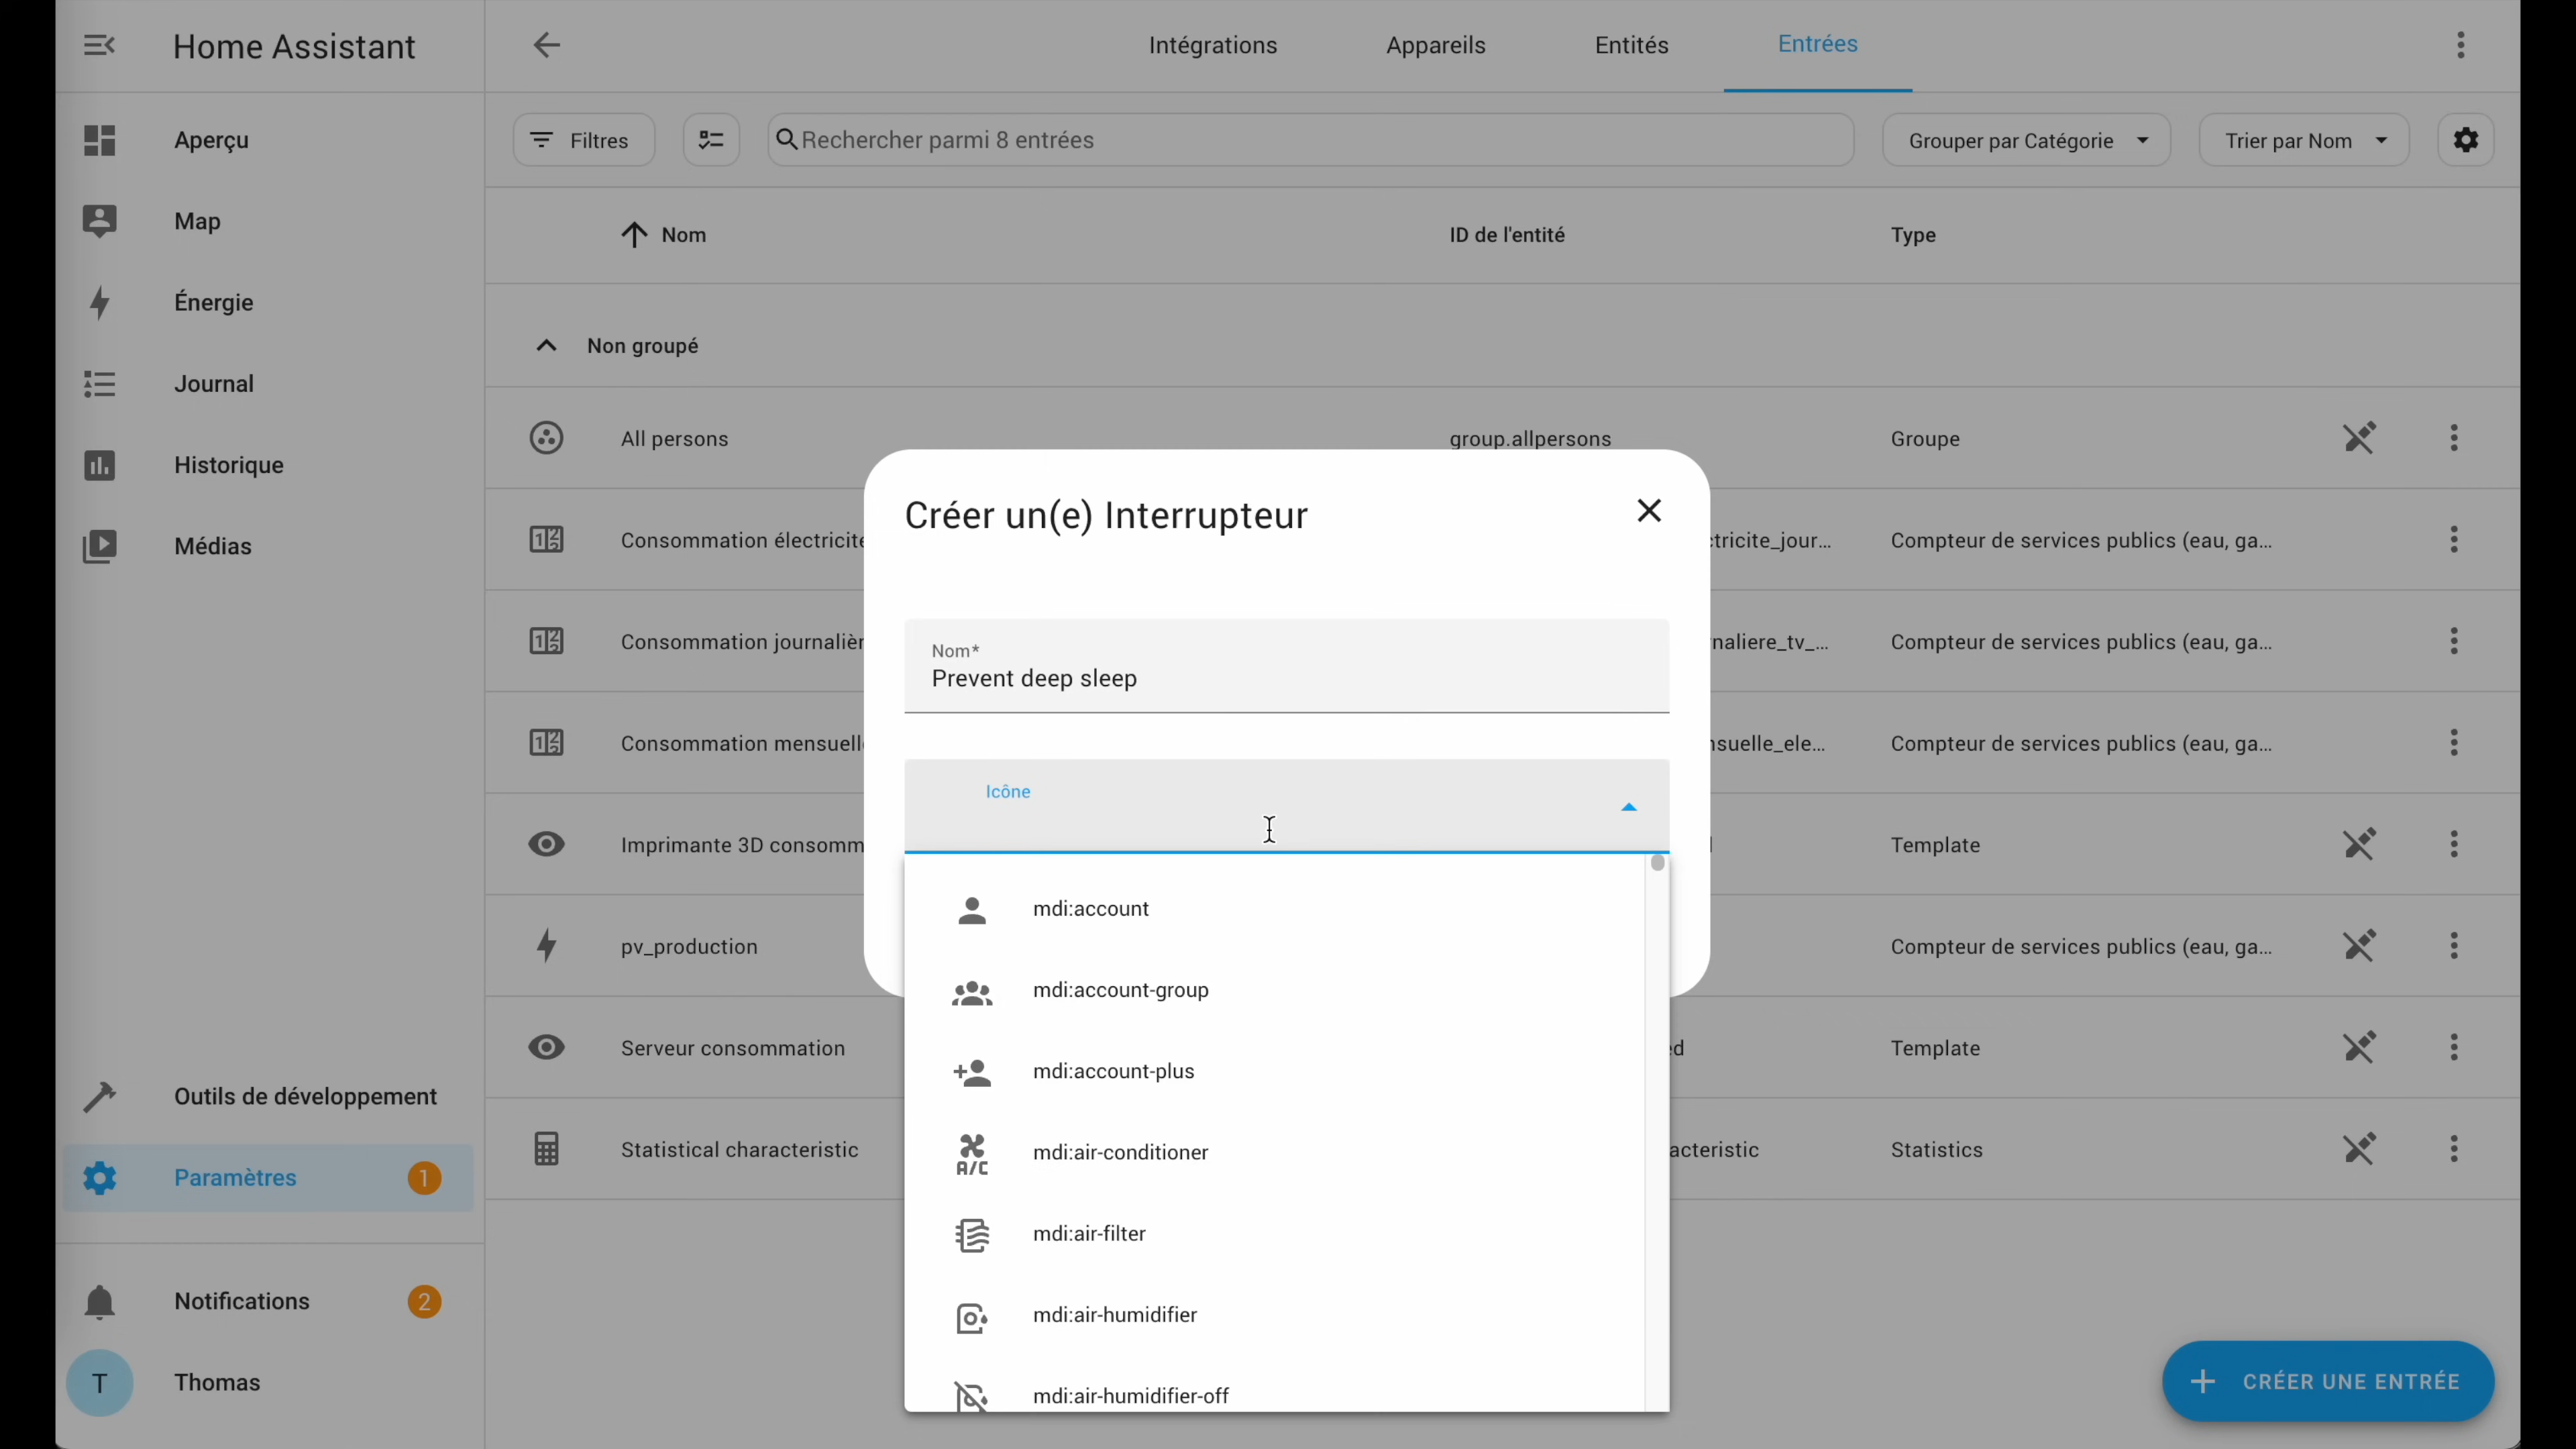 Home Assistant
Intégrations Appareils Entités Entrées
Aperçu
Map
Énergie
Journal
Historique
Médias
Outils de développement
Paramètres 1
Notifications 2
T Thomas
Filtres Rechercher parmi 8 entrées Grouper par Catégorie Trier par Nom
Nom ID de l'entité Type
Non groupé
All persons group.allpersons Groupe
Consommation électricité ctricite_jour... Compteur de services publics (eau, ga...
Consommation journalièr naliere_tv_... Compteur de services publics (eau, ga...
Consommation mensuell nsuelle_ele... Compteur de services publics (eau, ga...
Imprimante 3D consomm Template
pv_production Compteur de services publics (eau, ga...
Serveur consommation ed Template
Statistical characteristic acteristic Statistics
Créer un(e) Interrupteur
Nom*
Prevent deep sleep
Icône
mdi:account
mdi:account-group
mdi:account-plus
A/C mdi:air-conditioner
mdi:air-filter
mdi:air-humidifier
mdi:air-humidifier-off
CRÉER UNE ENTRÉE